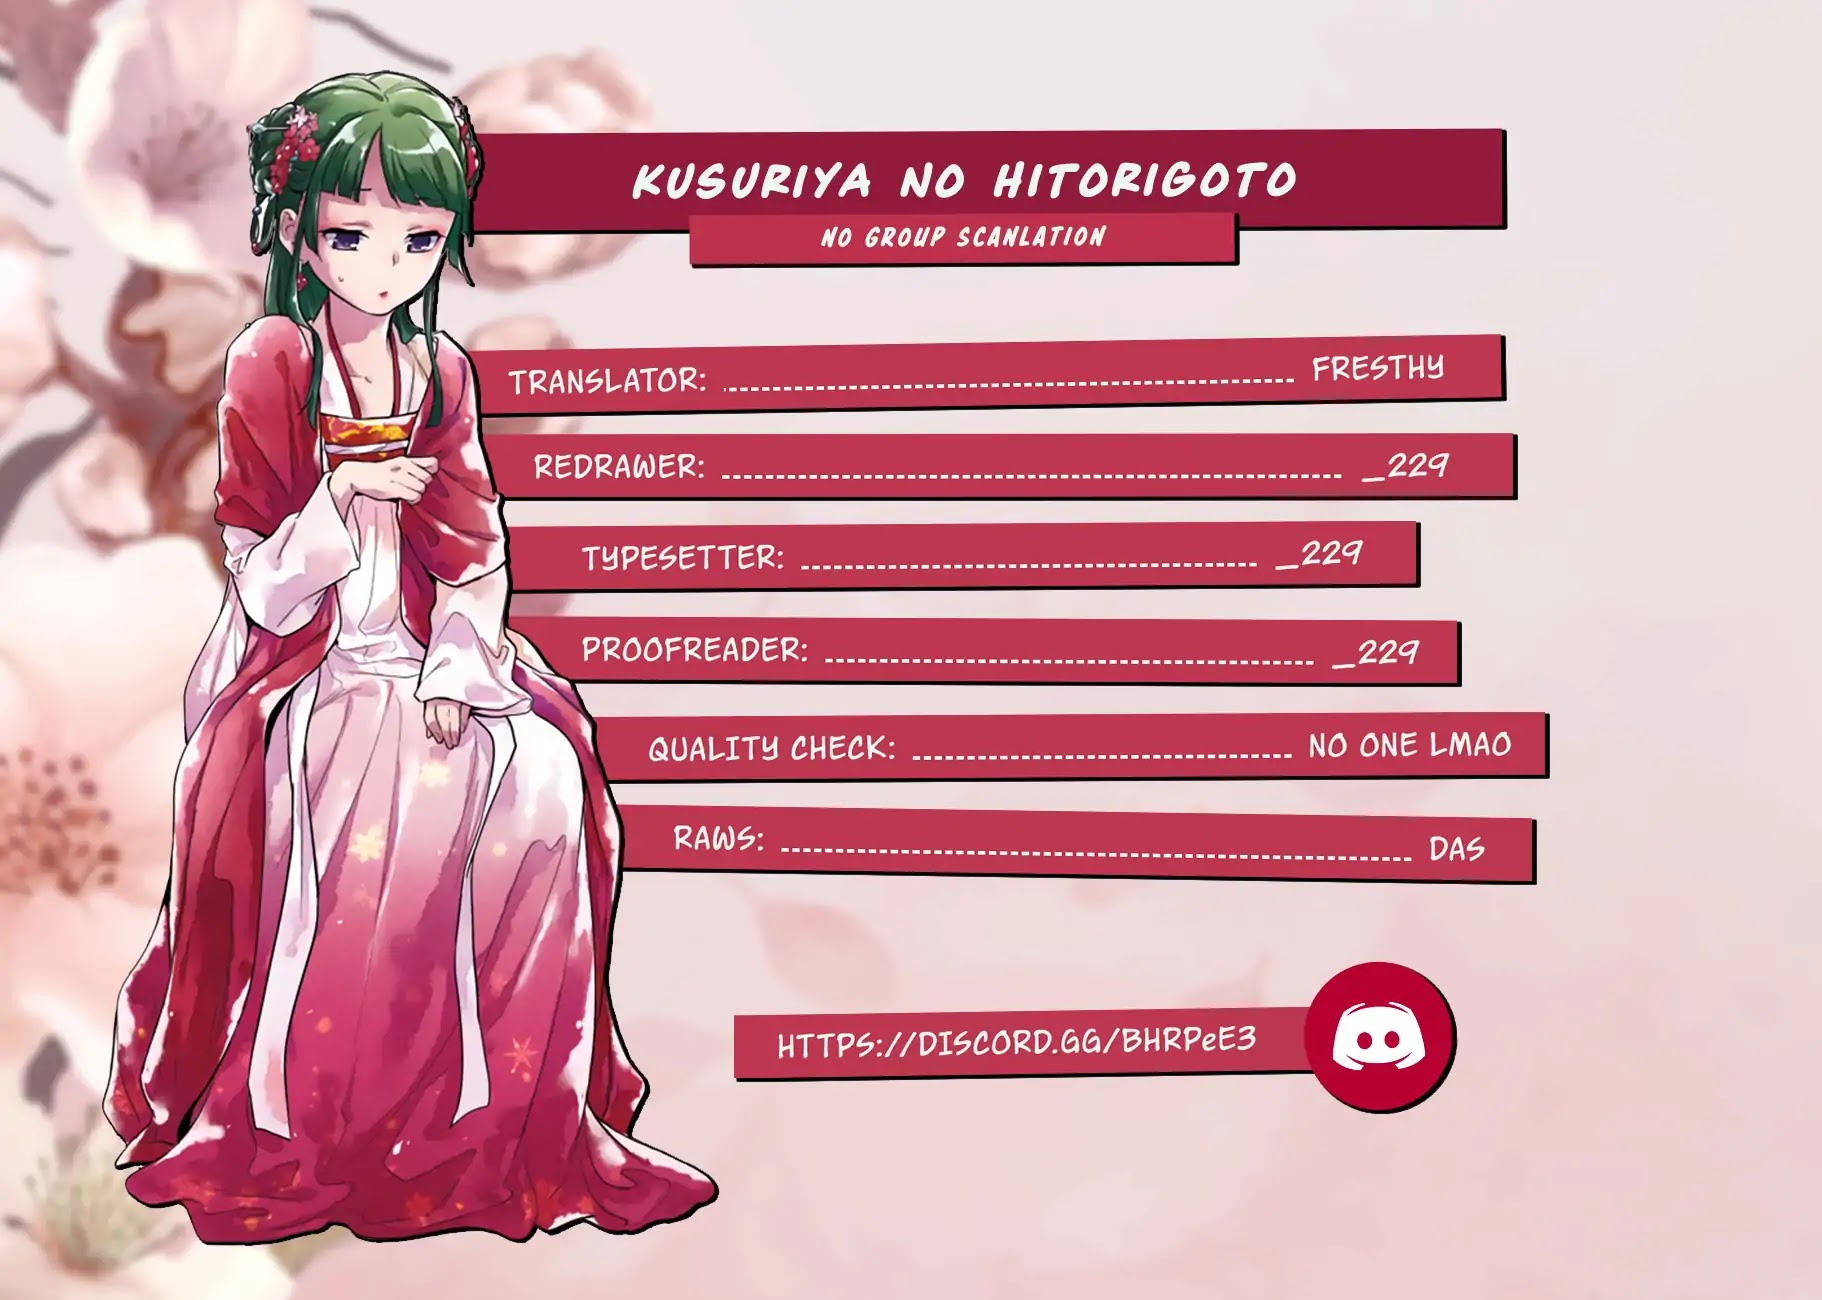 KUSURIYA NO HITORIGOTO
NO GROUP SCANLATION
TRANSLATOR: FRESTHY
REDRAWER: _229
TYPESETTER: _229
PROOFREADER: _229
QUALITY CHECK: NO ONE LMAO
RAWS: DAS
HTTPS://DISCORD.GG/BHRPeE3